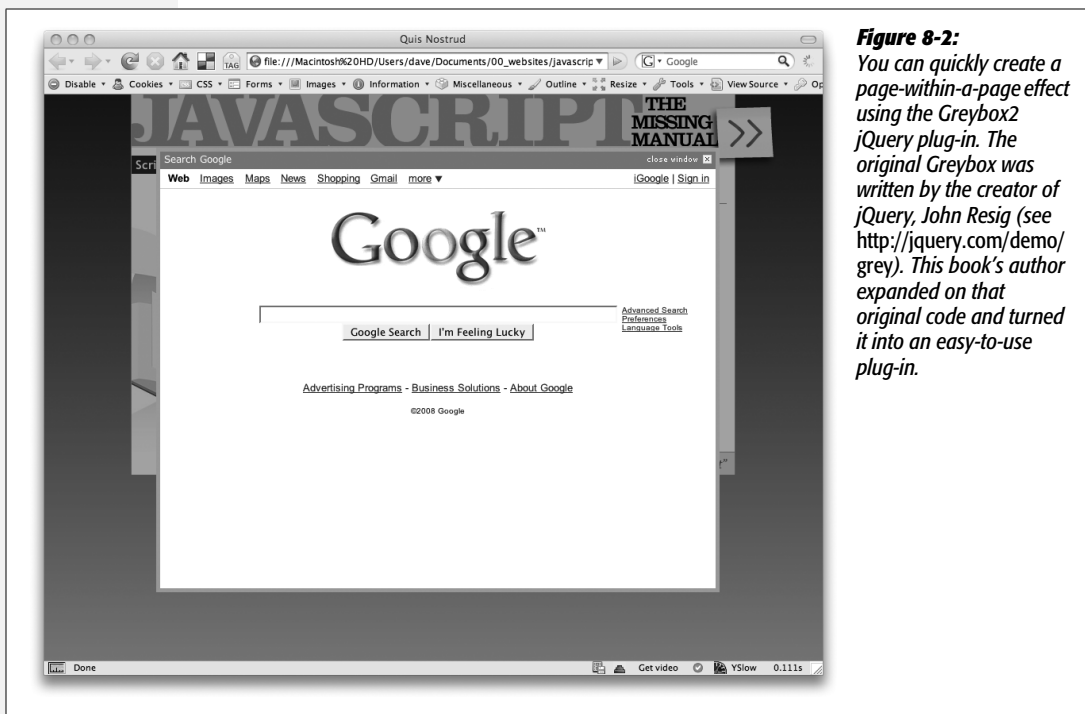 Quis Nostrud
TAG
file:///Macintosh%20HD/Users/dave/Documents/00_websites/javascrip
G
Google
Disable Cookies CSS Forms Images Information Miscellaneous Outline Resize Tools View Source Op
JAVASCRIPT
THE
MISSING
MANUAL
>>
Scri
Search Google
close window
Web Images Maps News Shopping Gmail more ▼
iGoogle | Sign in
Google™
Advanced Search
Preferences
Language Tools
Google Search
I'm Feeling Lucky
Advertising Programs - Business Solutions - About Google
©2008 Google
Done
Get video
YSlow
0.111s
Figure 8-2:
You can quickly create a
page-within-a-page effect
using the Greybox2
jQuery plug-in. The
original Greybox was
written by the creator of
jQuery, John Resig (see
http://jquery.com/demo/
grey). This book's author
expanded on that
original code and turned
it into an easy-to-use
plug-in.